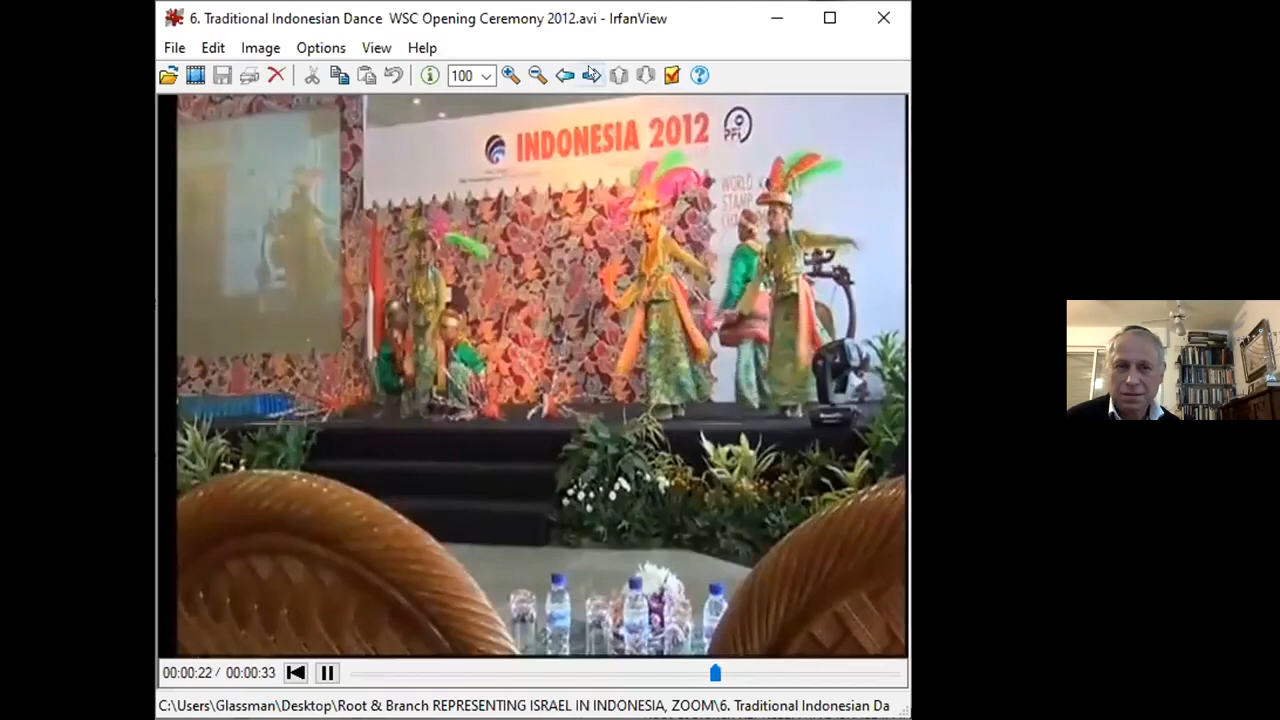 6. Traditional Indonesian Dance  WSC Opening Ceremony 2012.avi - IrfanView
File Edit Image Options View Help
100
INDONESIA 2012
PFI
WORLD
STAMP
00:00:22 / 00:00:33
C:\Users\Glassman\Desktop\Root & Branch REPRESENTING ISRAEL IN INDONESIA, ZOOM\6. Traditional Indonesian Da